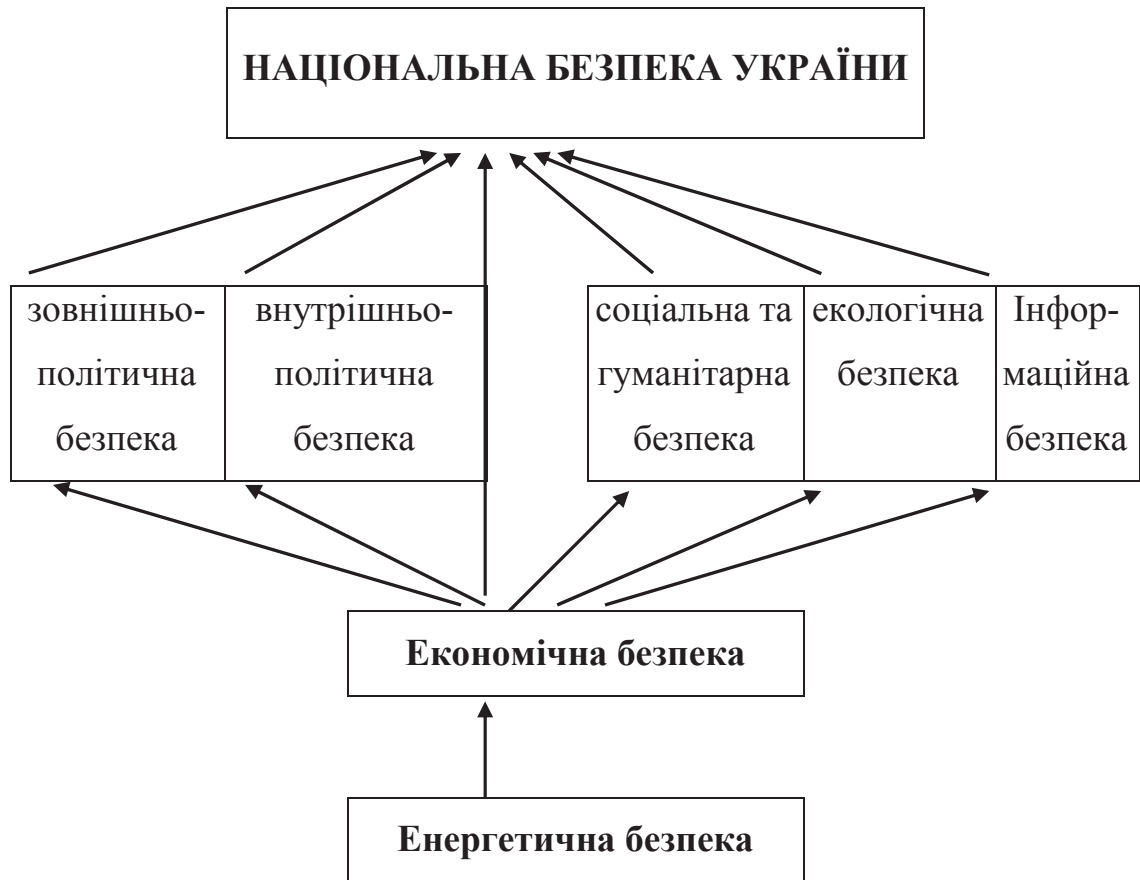 НАЦІОНАЛЬНА БЕЗПЕКА УКРАЇНИ
зовнішньо-
політична
безпека
внутрішньо-
політична
безпека
соціальна та
гуманітарна
безпека
екологічна
безпека
Інфор-
маційна
безпека
Економічна безпека
Енергетична безпека